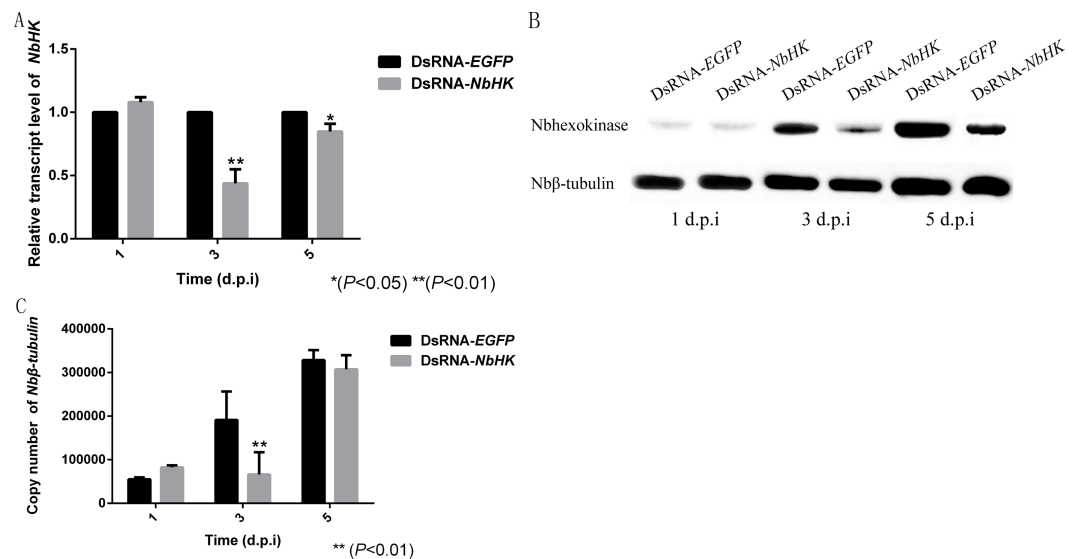 A
Relative transcript level of NbHK
1.5
1.0
0.5
0.0
**
*
1
3
5
Time (d.p.i)
DsRNA-EGFP
DsRNA-NbHK
*(P<0.05) **(P<0.01)
B
DsRNA-EGFP
DsRNA-NbHK
DsRNA-EGFP
DsRNA-NbHK
DsRNA-EGFP
DsRNA-NbHK
Nbhexokinase
Nbβ-tubulin
1 d.p.i
3 d.p.i
5 d.p.i
C
Copy number of Nbβ-tubulin
400000
300000
200000
100000
0
**
1
3
5
Time (d.p.i)
DsRNA-EGFP
DsRNA-NbHK
** (P<0.01)